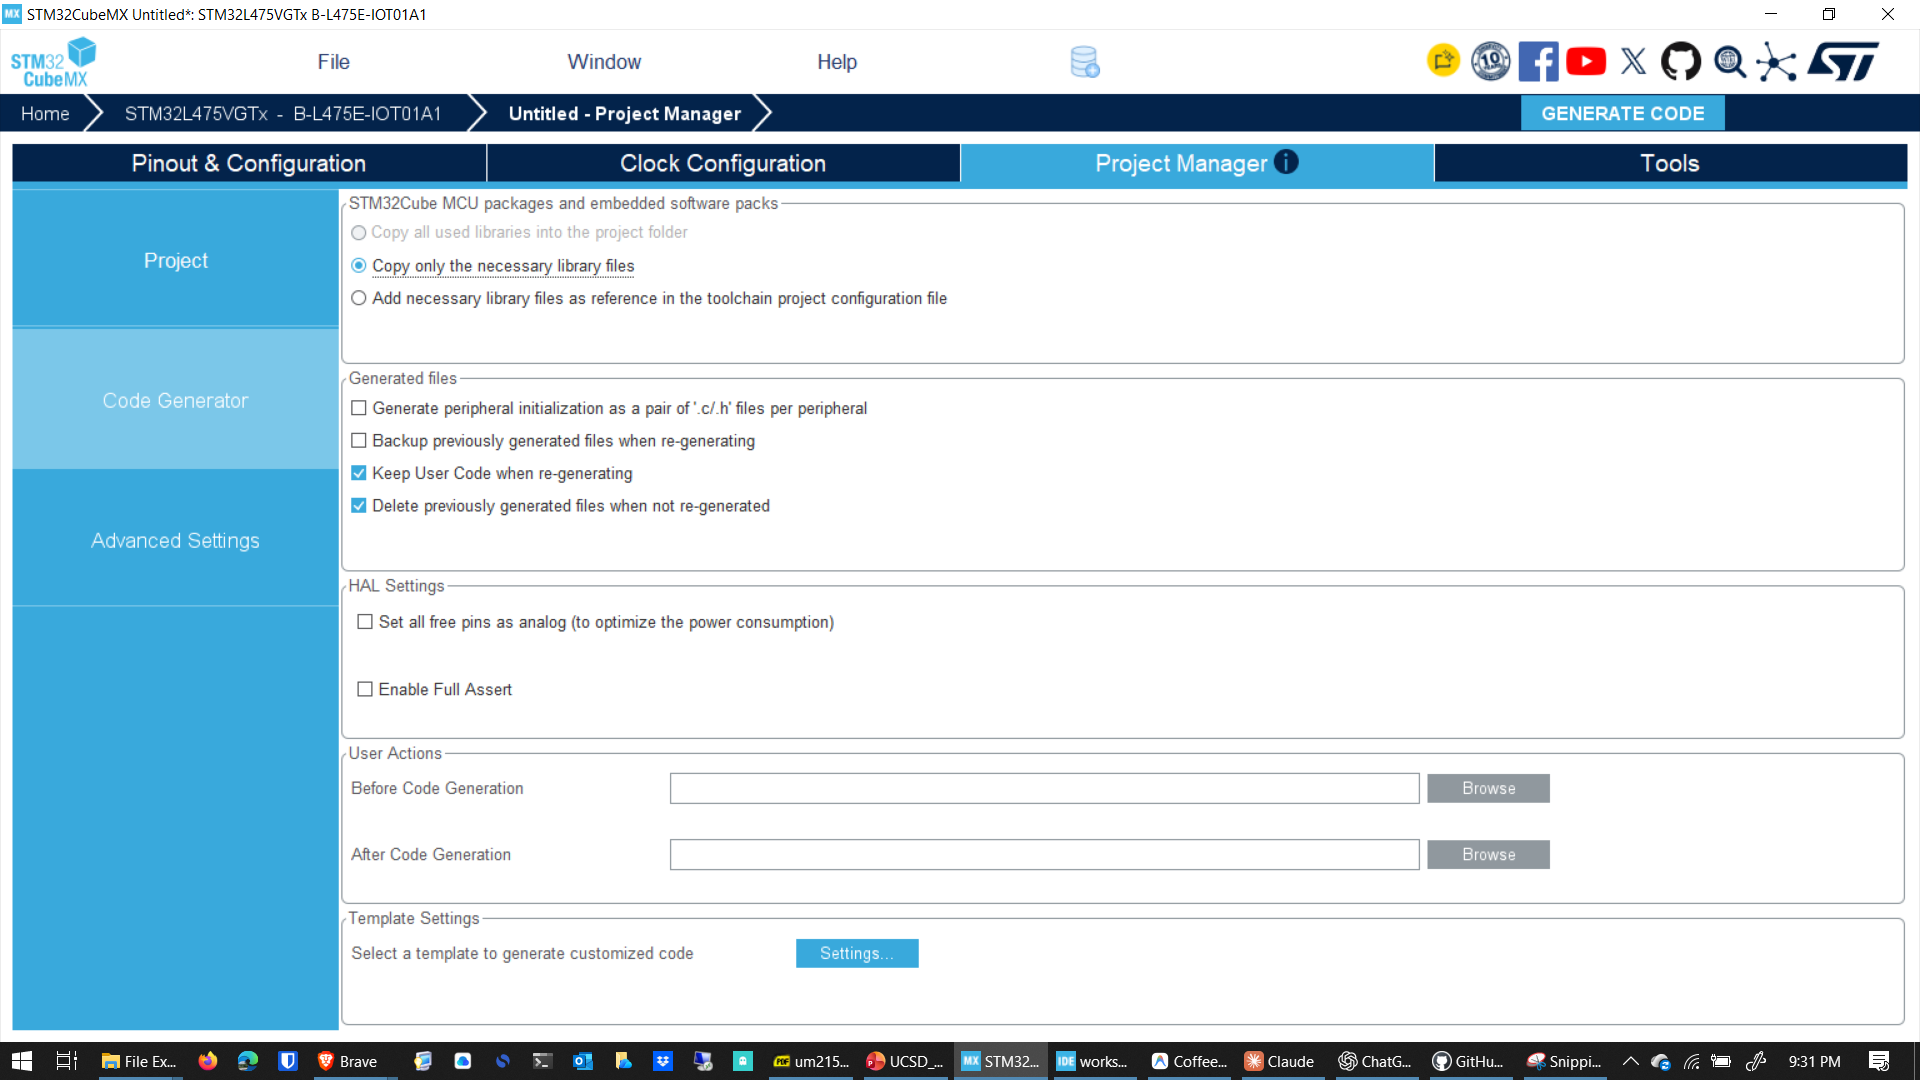 STM32CubeMX Untitled*: STM32L475VGTx B-L475E-IOT01A1
STM32 CubeMX
File Window Help
Home STM32L475VGTx - B-L475E-IOT01A1 Untitled - Project Manager GENERATE CODE
Pinout & Configuration Clock Configuration Project Manager Tools
Project
Code Generator
Advanced Settings
STM32Cube MCU packages and embedded software packs
Copy all used libraries into the project folder
Copy only the necessary library files
Add necessary library files as reference in the toolchain project configuration file
Generated files
Generate peripheral initialization as a pair of '.c/.h' files per peripheral
Backup previously generated files when re-generating
Keep User Code when re-generating
Delete previously generated files when not re-generated
HAL Settings
Set all free pins as analog (to optimize the power consumption)
Enable Full Assert
User Actions
Before Code Generation Browse
After Code Generation Browse
Template Settings
Select a template to generate customized code Settings...
File Ex... Brave um215... UCSD_... STM32... works... Coffee... Claude ChatG... GitHu... Snippi... 9:31 PM